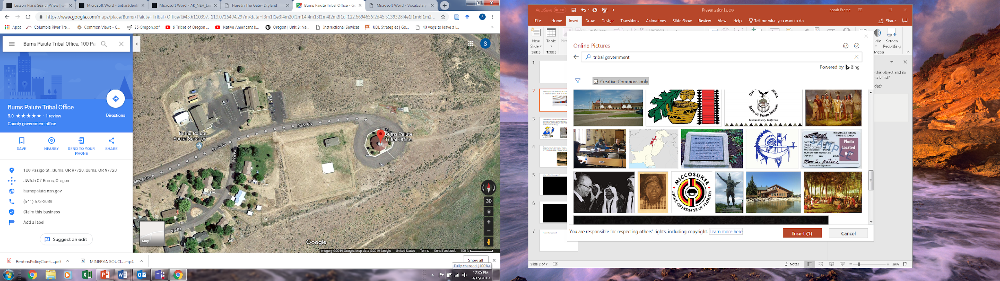 Lesson Plans Search/View | w
Microsoft Word - IndianIdenti
Microsoft Word - AK_NEH_Le
Hare In The Gate- Dryland
Burns Paiute Tribal Office - Go
Microsoft Word - Vocabulary
https://www.google.com/maps/place/Burns+Paiute+Tribal+Office/@43.6110397,-119.0715494,297m/data=!3m1!1e3!4m20!1m14!4m13!1m4!2m2!1d-122.6694656!2d45.5139328!4e1!1m6!1m2...
Apps
Columbia River Tre...
Common Views - C...
35 Oregon.pdf
9 Tribes of Oregon ...
Native Americans k...
Oregon | Unit 3: Na...
Instructional Services
UDL Strategies | Go...
40 ways to leave a l...
Burns Paiute Tribal Office, 100 Pa
Burns Paiute Tribal Office
5.0 ★★★★★ · 1 review
County government office
Directions
SAVE
NEARBY
SEND TO YOUR
PHONE
SHARE
100 Pasigo St, Burns, OR 97720, Burns, OR 97720
JW6J+C7 Burns, Oregon
burnspaiute-nsn.gov
(541) 573-2088
Claim this business
Add a label
Suggest an edit
S
Pa Si Go
Burns Paiute
Social Services
Pa Si Go
Burns Paiute
Tribal Office
Ya Pa
Pa Si Go
Ya Pa
3D
Map
Google
Imagery ©2019 Google, Map data ©2019 Google
United States
Terms
Send feedback
100 ft
RentersPolicyConti....pdf
MINERVA SOUCI....mp4
Show all
Fully charged (100%)
12:35 PM
3/15/2019
AutoSave Off
Presentation1.pptx
Sarah Pierce
File
Home
Insert
Draw
Design
Transitions
Animations
Slide Show
Review
View
Help
Tell me what you want to do
Share
Online Pictures
3D Models
New
Slide
Slides
Table
Tables
Pict
dio
Screen
Recording
Media
Online Pictures
tribal government
Powered by Bing
Creative Commons only
BAND OF POMO INDIANS
Sonoma County, California
NISQUALLY INDIAN
TRIBE ID CARD
Photo
Located
Here
SAMPLE
Member's Signature
MICCOSUKEE
TRIBE OF INDIANS OF FLORIDA
You are responsible for respecting others' rights, including copyright. Learn more here
Insert (1)
Cancel
1
2
3
4
5
6
7
this object and its
is blind?
ded)
Slide 2 of 7
Notes
39%